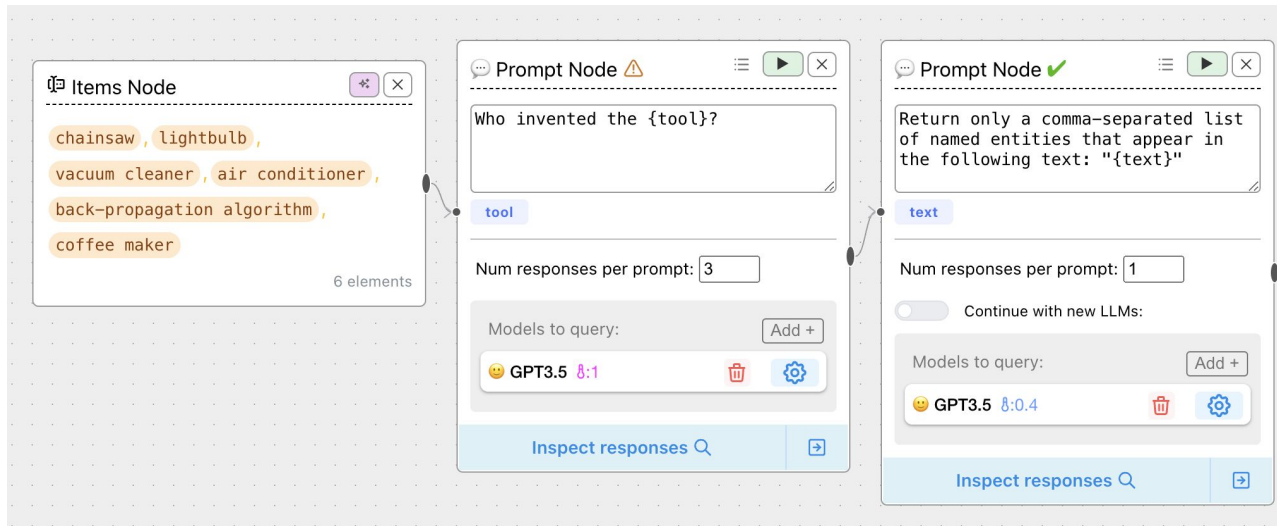 Items Node
chainsaw, lightbulb,
vacuum cleaner, air conditioner,
back-propagation algorithm,
coffee maker
6 elements
Prompt Node
Who invented the {tool}?
tool
Num responses per prompt: 3
Models to query:
Add +
GPT3.5 :1
Inspect responses
Prompt Node
Return only a comma-separated list
of named entities that appear in
the following text: "{text}"
text
Num responses per prompt: 1
Continue with new LLMs:
Models to query:
Add +
GPT3.5 :0.4
Inspect responses